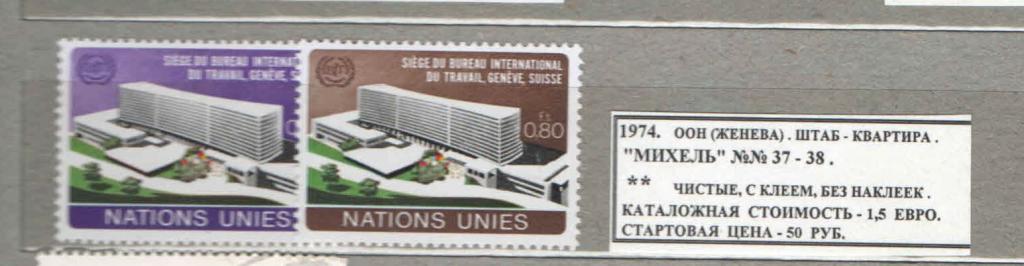 SIÈGE DU BUREAU INTERNAT
DU TRAVAIL, GENÈVE, S
NATIONS UNIES
SIÈGE DU BUREAU INTERNATIONAL
DU TRAVAIL, GENÈVE, SUISSE
0.80
NATIONS UNIES
1974. ООН (ЖЕНЕВА). ШТАБ - КВАРТИРА.
"МИХЕЛЬ" №№ 37 - 38.
** ЧИСТЫЕ, С КЛЕЕМ, БЕЗ НАКЛЕЕК.
КАТАЛОЖНАЯ СТОИМОСТЬ - 1,5 ЕВРО.
СТАРТОВАЯ ЦЕНА - 50 РУБ.